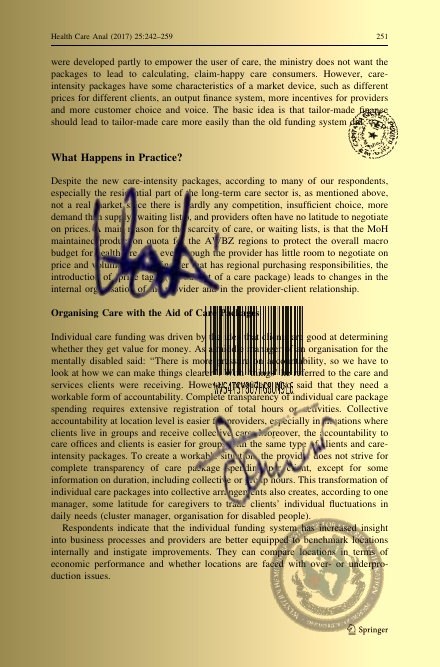 Health Care Anal (2017) 25:242–259 251
were developed partly to empower the user of care, the ministry does not want the
packages to lead to calculating, claim-happy care consumers. However, care-
intensity packages have some characteristics of a market device, such as different
prices for different clients, an output finance system, more incentives for providers
and more customer choice and voice. The basic idea is that tailor-made finance
should lead to tailor-made care more easily than the old funding system
What Happens in Practice?
Despite the new care-intensity packages, according to many of our respondents,
especially the residential part of the long-term care sector is, as mentioned above,
not a real market since there is hardly any competition, insufficient choice, more
demand than supply, waiting lists, and providers often have no latitude to negotiate
on prices. A main reason for the scarcity of care, or waiting lists, is that the MoH
maintained production quota for the AWBZ regions to protect the overall macro
budget for health care. Although the provider has little room to negotiate on
price and volume that has regional purchasing responsibilities, the
introduction of price tags of a care package) leads to changes in the
internal organisation of the provider and in the provider-client relationship.
Organising Care with the Aid of Care Packages
Individual care funding was driven by the idea that clients are good at determining
whether they get value for money. As a manager of an organisation for the
mentally disabled said: “There is more accountability, so we have to
look at how we can make things clearer referred to the care and
services clients were receiving. However, said that they need a
workable form of accountability. Complete transparency of individual care package
spending requires extensive registration of total hours or activities. Collective
accountability at location level is easier for providers, especially in locations where
clients live in groups and receive collective care. Moreover, the accountability to
care offices and clients is easier for groups with the same type of clients and care-
intensity packages. To create a workable situation, the provider does not strive for
complete transparency of care package spending per client, except for some
information on duration, including collective or group hours. This transformation of
individual care packages into collective arrangements also creates, according to one
manager, some latitude for caregivers to trade clients’ individual fluctuations in
daily needs (cluster manager, organisation for disabled people).
Respondents indicate that the individual funding system has increased insight
into business processes and providers are better equipped to benchmark locations
internally and instigate improvements. They can compare locations in terms of
economic performance and whether locations are faced with over- or underpro-
duction issues.
Springer